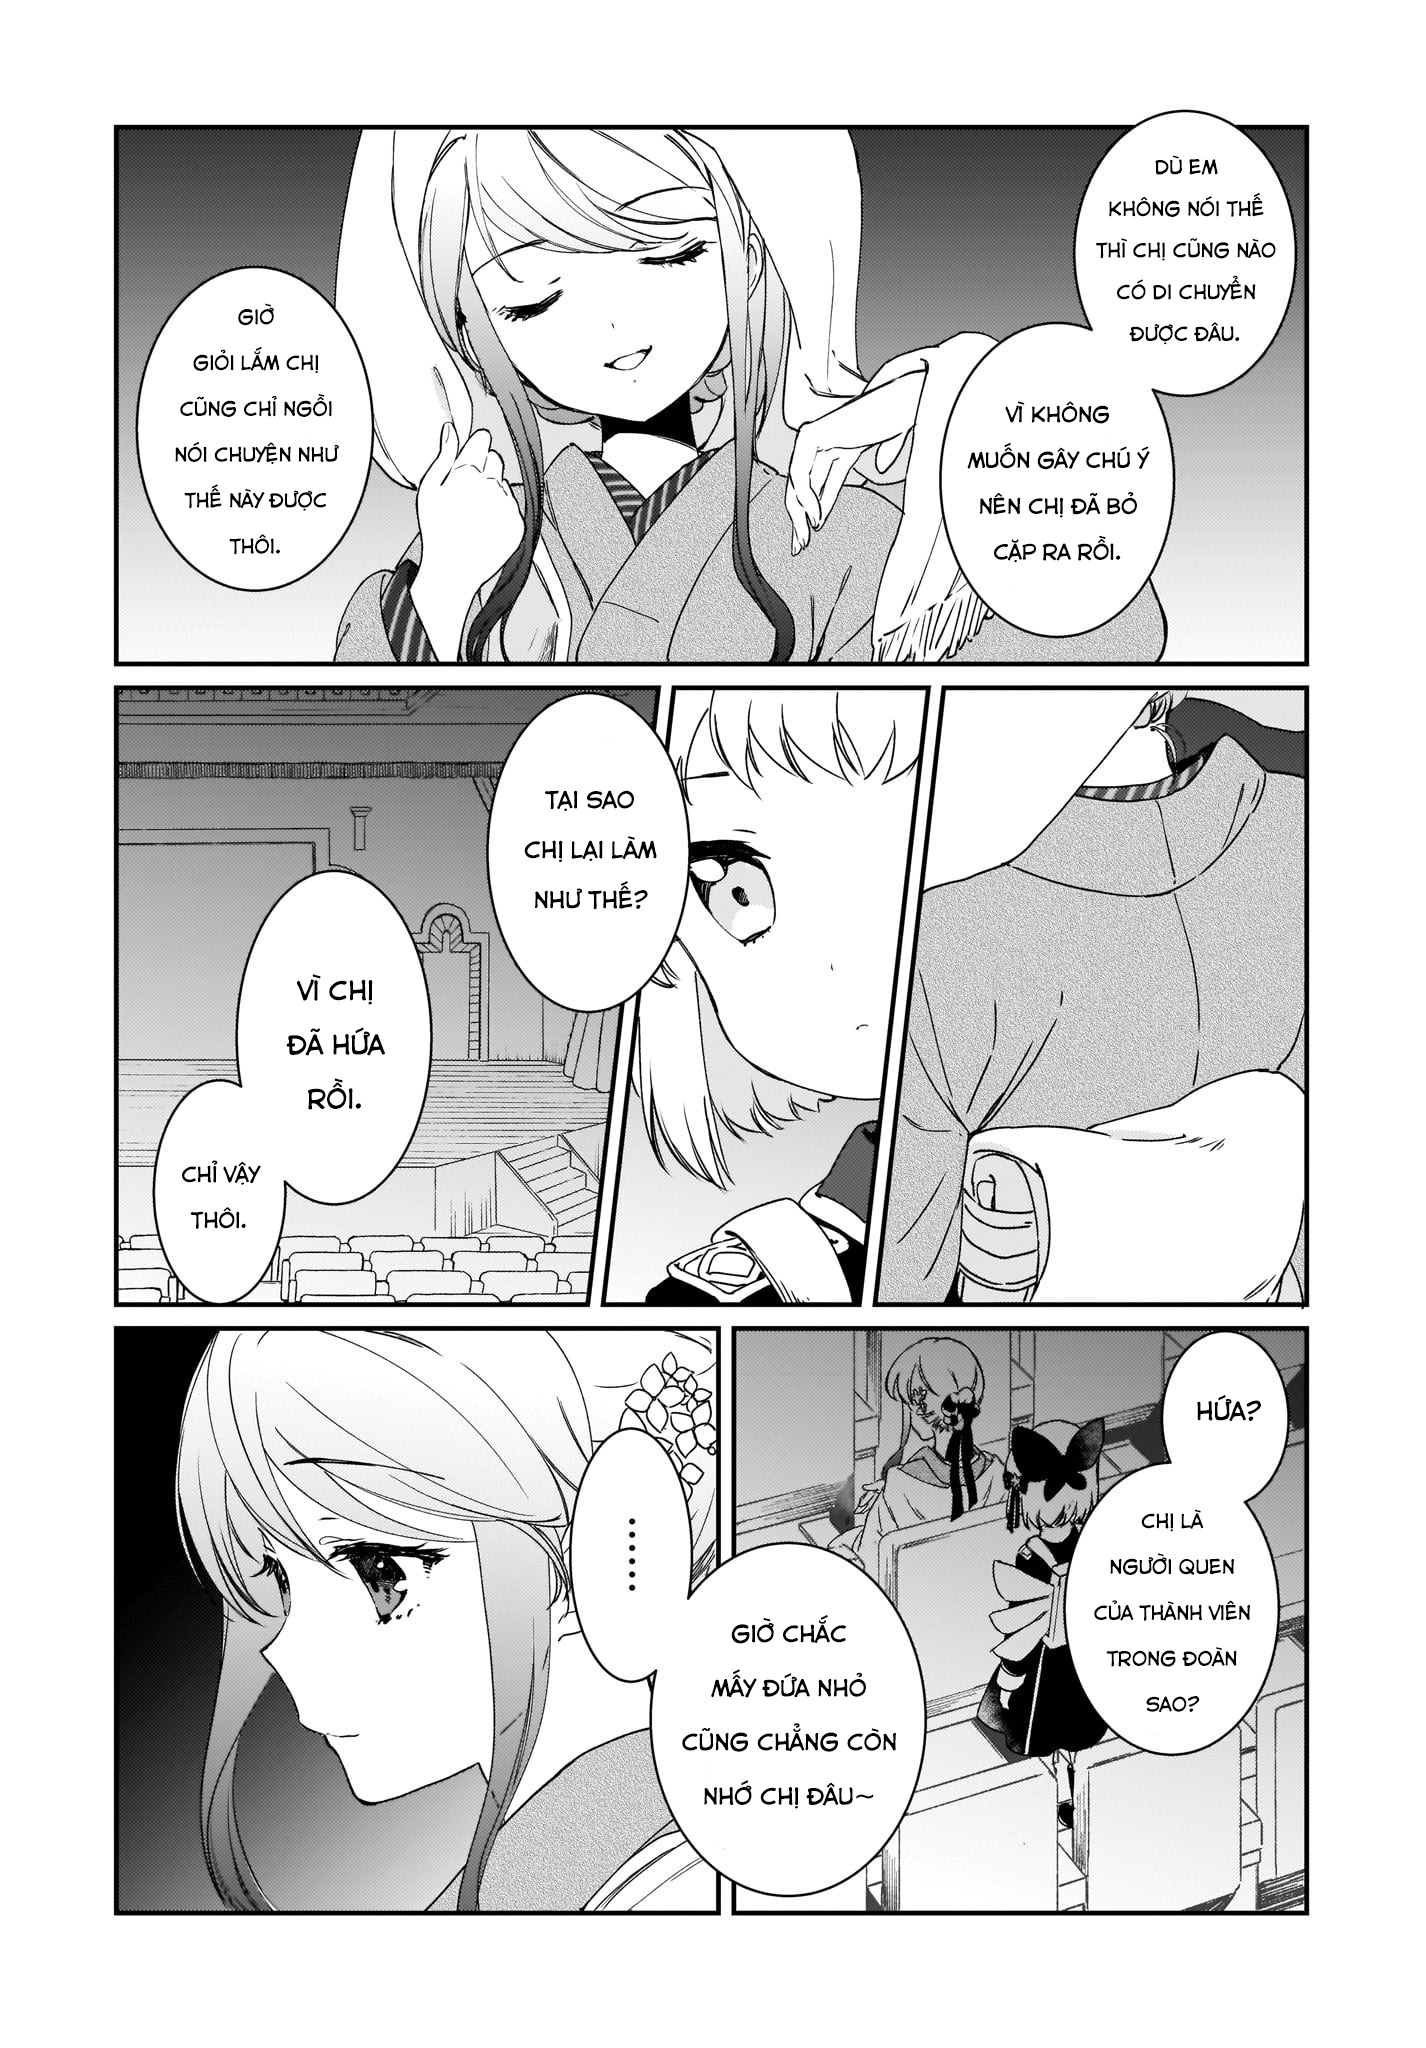 DÙ EM
KHÔNG NÓI THẾ
THÌ CHỊ CŨNG NÀO
CÓ DI CHUYỂN
ĐƯỢC ĐÂU.
VÌ KHÔNG
MUỐN GÂY CHÚ Ý
NÊN CHỊ ĐÃ BỎ
CẶP RA RỒI.
GIỜ
GIỎI LẮM CHỊ
CŨNG CHỈ NGỒI
NÓI CHUYỆN NHƯ
THẾ NÀY ĐƯỢC
THÔI.
TẠI SAO
CHỊ LẠI LÀM
NHƯ THẾ?
VÌ CHỊ
ĐÃ HỨA
RỒI.
CHỈ VẬY
THÔI.
HỨA?
CHỊ LÀ
NGƯỜI QUEN
CỦA THÀNH VIÊN
TRONG ĐOÀN
SAO?
......
GIỜ CHẮC
MẤY ĐỨA NHỎ
CŨNG CHẲNG CÒN
NHỚ CHỊ ĐÂU~